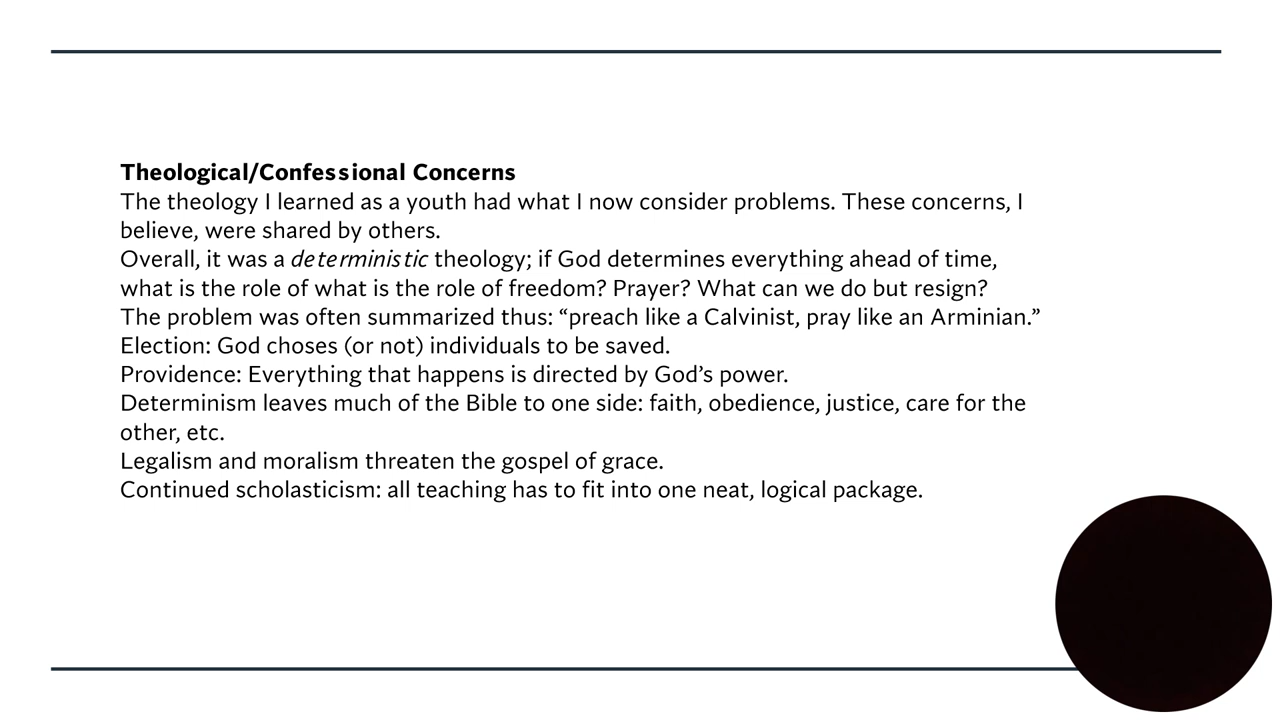 Theological/Confessional Concerns
The theology I learned as a youth had what I now consider problems. These concerns, I
believe, were shared by others.
Overall, it was a deterministic theology; if God determines everything ahead of time,
what is the role of what is the role of freedom? Prayer? What can we do but resign?
The problem was often summarized thus: “preach like a Calvinist, pray like an Arminian.”
Election: God choses (or not) individuals to be saved.
Providence: Everything that happens is directed by God’s power.
Determinism leaves much of the Bible to one side: faith, obedience, justice, care for the
other, etc.
Legalism and moralism threaten the gospel of grace.
Continued scholasticism: all teaching has to fit into one neat, logical package.